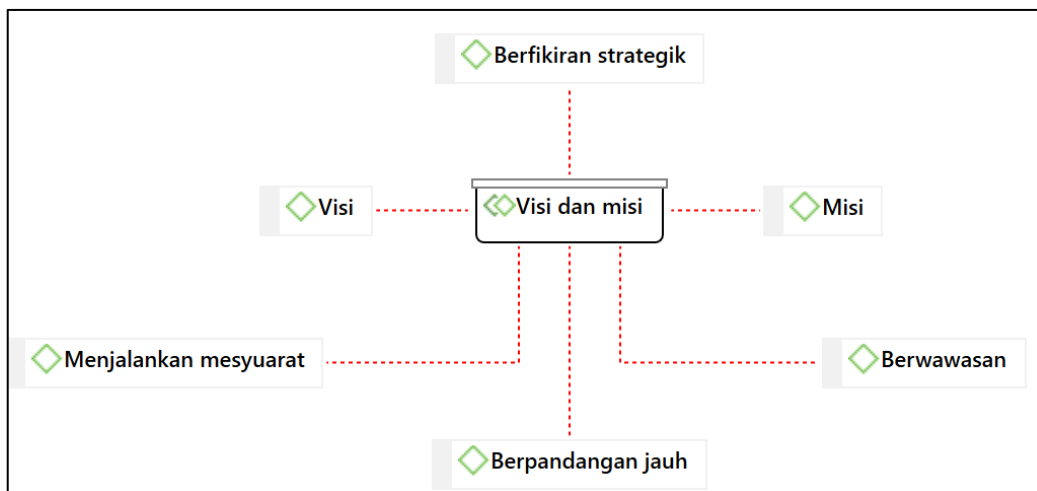 Berfikiran strategik
Visi
Visi dan misi
Misi
Menjalankan mesyuarat
Berwawasan
Berpandangan jauh